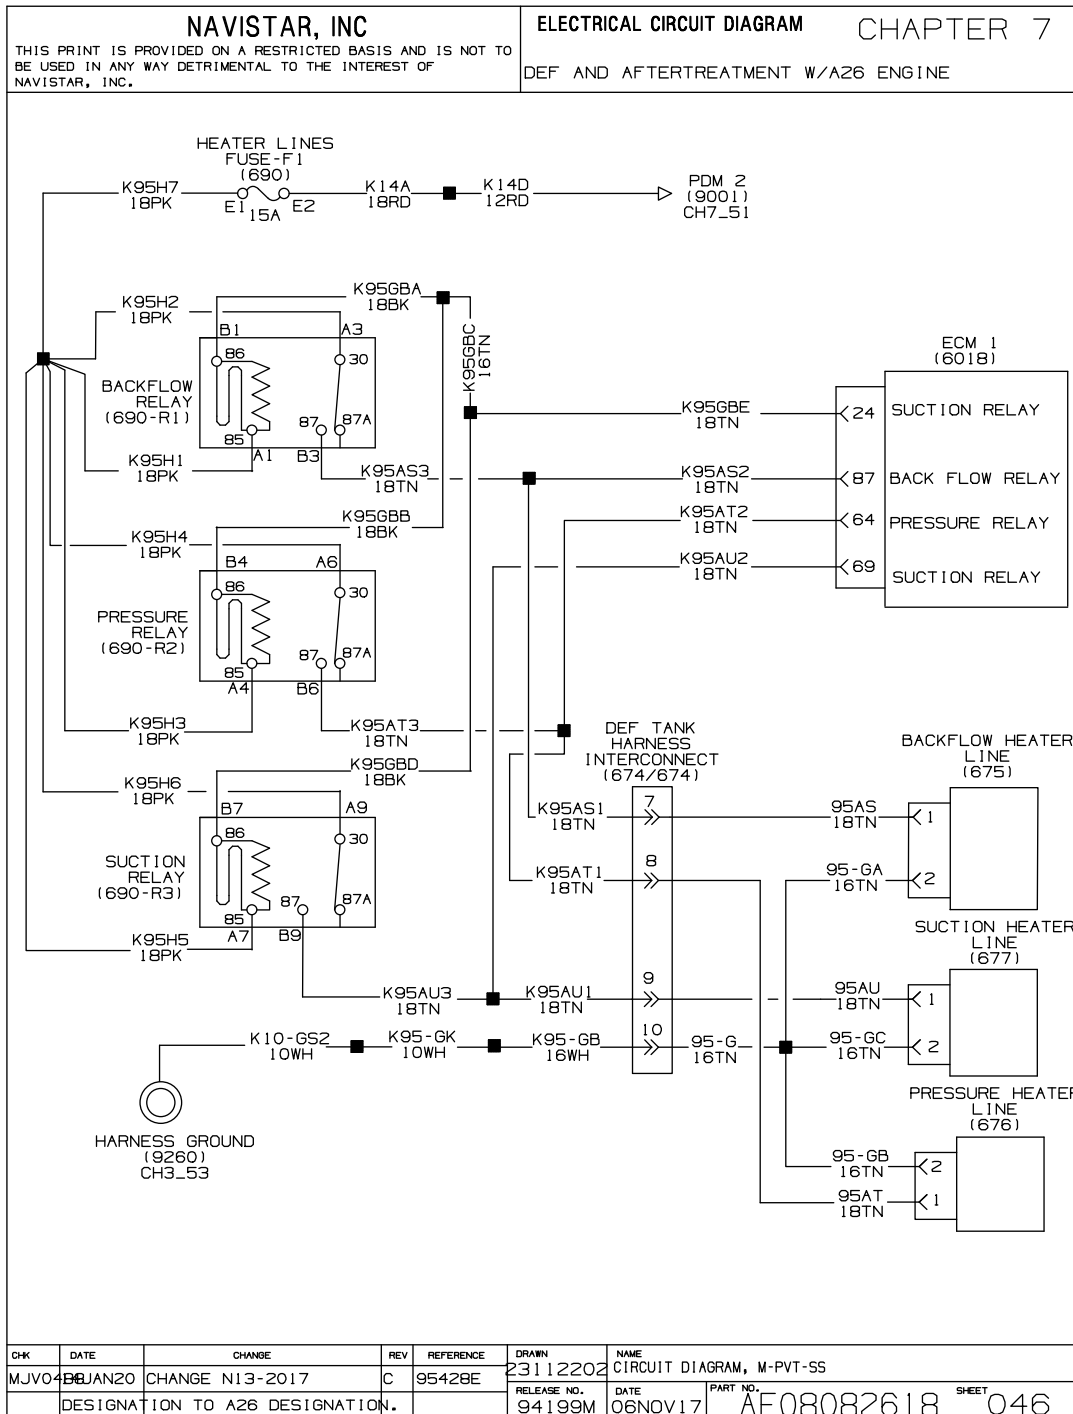 NAVISTAR, INC
THIS PRINT IS PROVIDED ON A RESTRICTED BASIS AND IS NOT TO
BE USED IN ANY WAY DETRIMENTAL TO THE INTEREST OF
NAVISTAR, INC.
ELECTRICAL CIRCUIT DIAGRAM
CHAPTER 7
DEF AND AFTERTREATMENT W/A26 ENGINE
HEATER LINES
FUSE-F1
(690)
K95H7
18PK
E1
15A
E2
K14A
18RD
K14D
12RD
PDM 2
(9001)
CH7_51
K95H2
18PK
K95GBA
18BK
B1
A3
86
30
BACKFLOW
RELAY
(690-R1)
87
87A
85
A1
B3
K95H1
18PK
K95GBC
16TN
K95AS3
18TN
ECM 1
(6018)
K95GBE
18TN
24
SUCTION RELAY
K95AS2
18TN
87
BACK FLOW RELAY
K95AT2
18TN
64
PRESSURE RELAY
K95AU2
18TN
69
SUCTION RELAY
K95GBB
18BK
K95H4
18PK
B4
A6
86
30
PRESSURE
RELAY
(690-R2)
87
87A
85
A4
B6
K95H3
18PK
K95AT3
18TN
K95GBD
18BK
K95H6
18PK
B7
A9
86
30
SUCTION
RELAY
(690-R3)
87
87A
85
A7
B9
K95H5
18PK
DEF TANK
HARNESS
INTERCONNECT
(674/674)
K95AS1
18TN
7
K95AT1
18TN
8
K95AU3
18TN
K95AU1
18TN
9
K10-GS2
10WH
K95-GK
10WH
K95-GB
16WH
10
95-G
16TN
BACKFLOW HEATER
LINE
(675)
95AS
18TN
1
95-GA
16TN
2
SUCTION HEATER
LINE
(677)
95AU
18TN
1
95-GC
16TN
2
PRESSURE HEATER
LINE
(676)
95-GB
16TN
2
95AT
18TN
1
HARNESS GROUND
(9260)
CH3_53
CHK
DATE
CHANGE
REV
REFERENCE
CHANGE N13-2017
C
95428E
DESIGNATION TO A26 DESIGNATION.
DRAWN
23112202
NAME
CIRCUIT DIAGRAM, M-PVT-SS
RELEASE NO.
94199M
DATE
06NOV17
PART NO.
AF08082618
SHEET
046